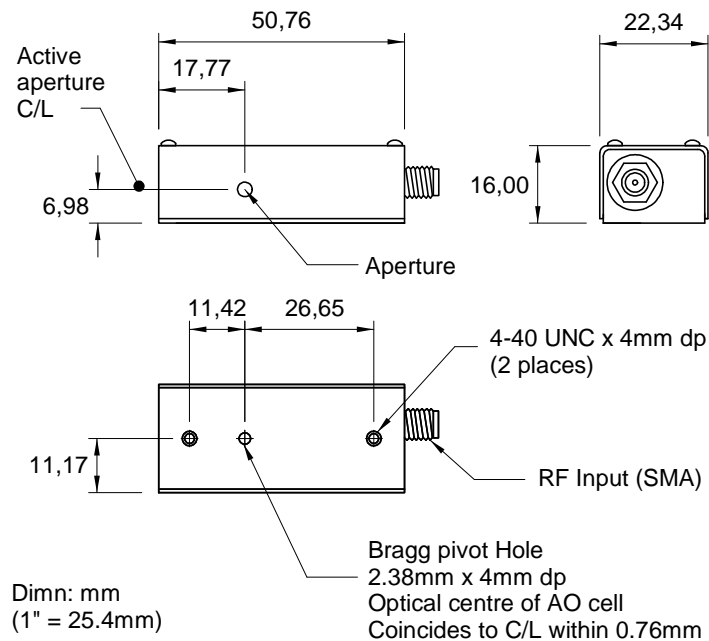 50,76
22,34
Active
aperture
C/L
17,77
16,00
6,98
Aperture
11,42
26,65
4-40 UNC x 4mm dp
(2 places)
11,17
RF Input (SMA)
Bragg pivot Hole
2.38mm x 4mm dp
Optical centre of AO cell
Coincides to C/L within 0.76mm
Dimn: mm
(1" = 25.4mm)